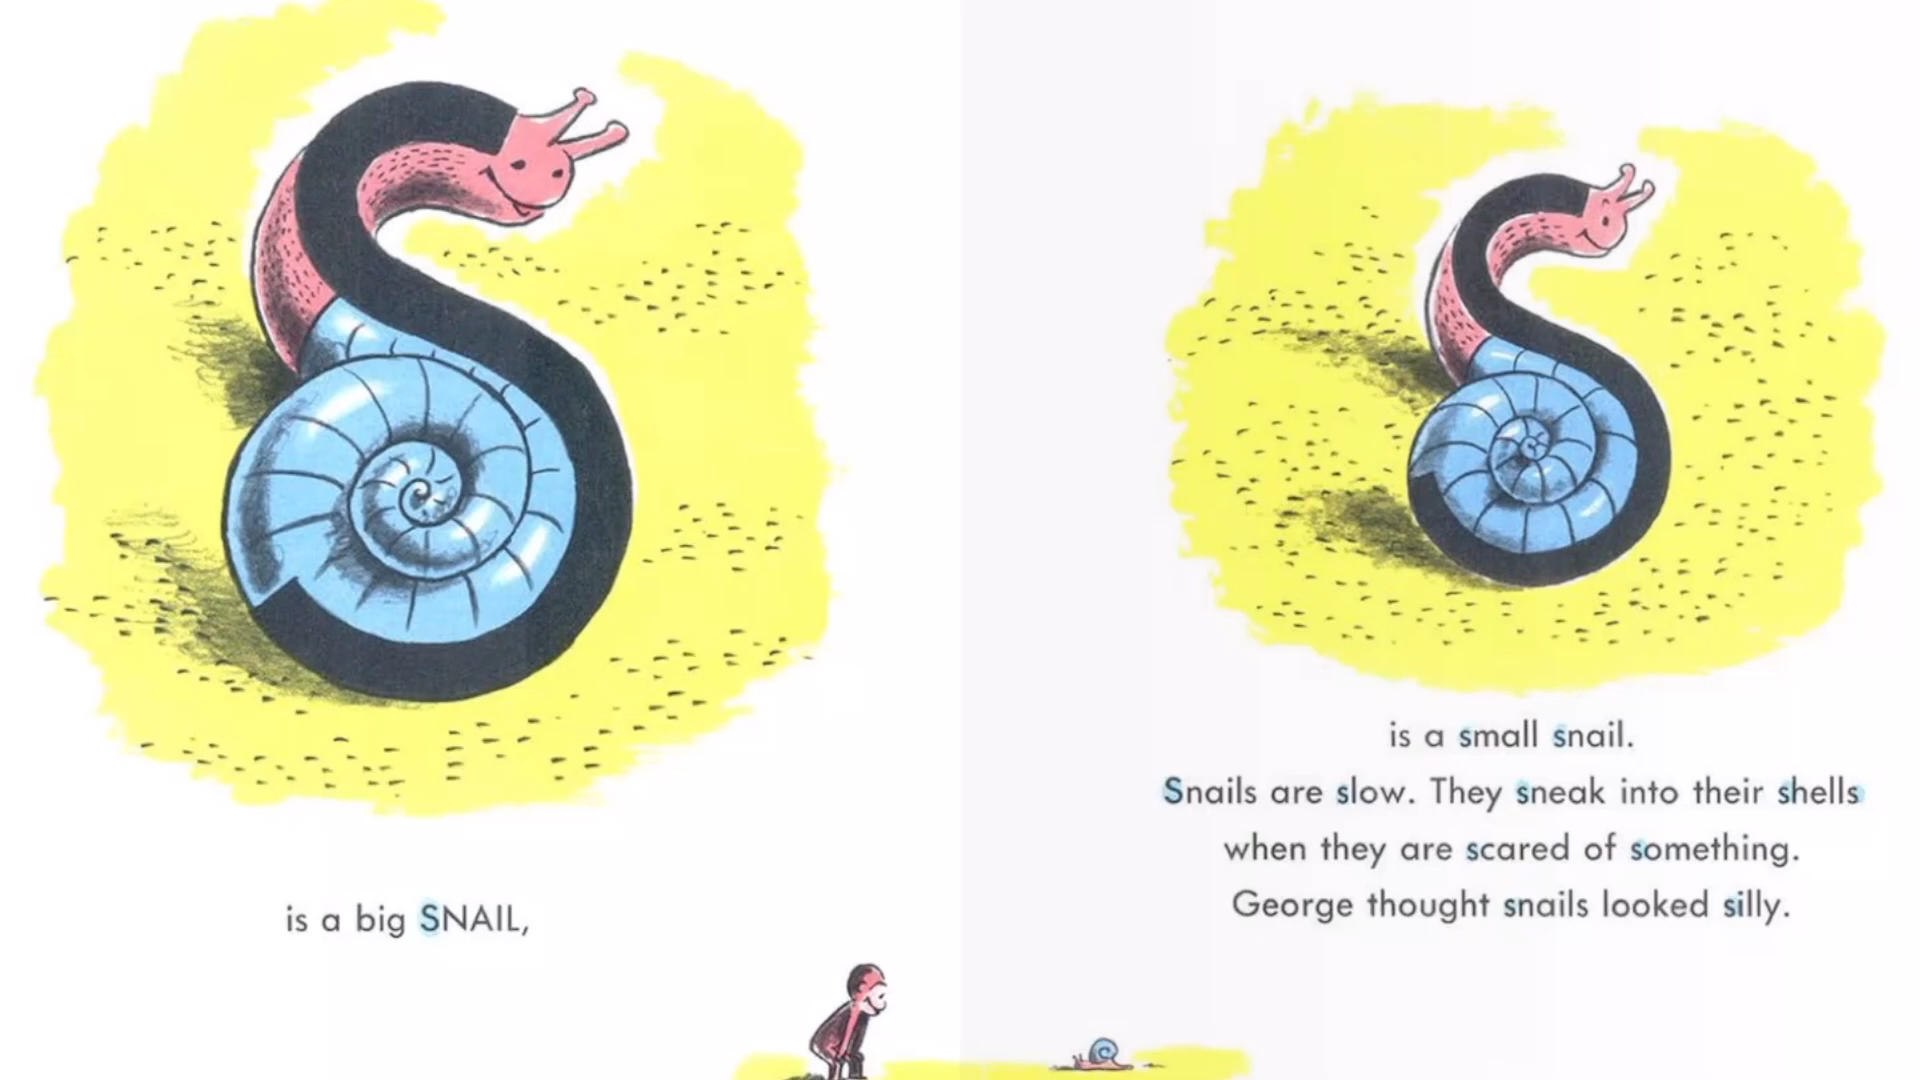 is a big SNAIL,
is a small snail.
Snails are slow. They sneak into their shells
when they are scared of something.
George thought snails looked silly.